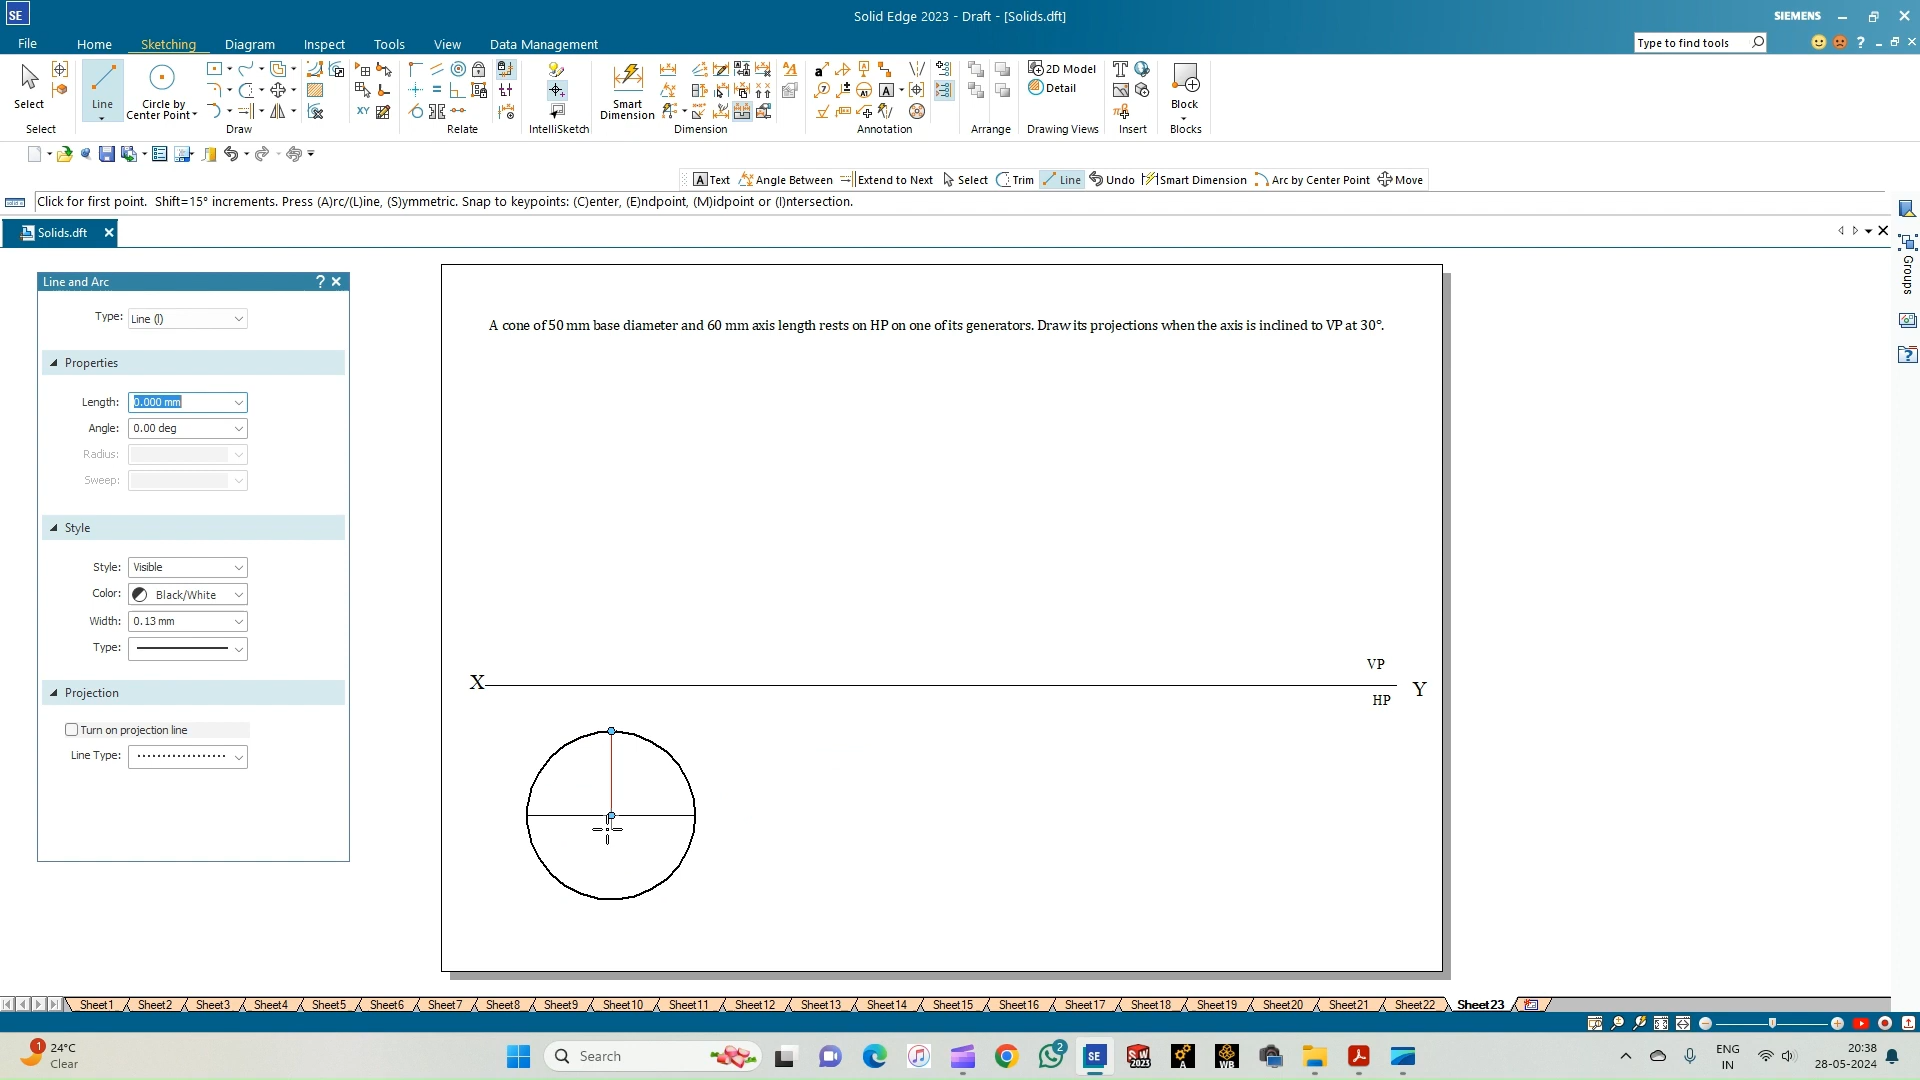 SE
Solid Edge 2023 - Draft - [Solids.dft]
SIEMENS
File Home Sketching Diagram Inspect Tools View Data Management
Type to find tools
Select
Line
Circle by Center Point
XY
Smart Dimension
2D Model
Detail
Block
Select Draw Relate IntelliSketch Dimension Annotation Arrange Drawing Views Insert Blocks
Text Angle Between Extend to Next Select Trim Line Undo Smart Dimension Arc by Center Point Move
Click for first point. Shift=15° increments. Press (A)rc/(L)ine, (S)ymmetric. Snap to keypoints: (C)enter, (E)ndpoint, (M)idpoint or (I)ntersection.
Solids.dft
Groups
Line and Arc
Type: Line (l)
Properties
Length: 0.000 mm
Angle: 0.00 deg
Radius:
Sweep:
Style
Style: Visible
Color: Black/White
Width: 0.13 mm
Type:
Projection
Turn on projection line
Line Type:
A cone of 50 mm base diameter and 60 mm axis length rests on HP on one of its generators. Draw its projections when the axis is inclined to VP at 30°.
VP
X Y
HP
Sheet1 Sheet2 Sheet3 Sheet4 Sheet5 Sheet6 Sheet7 Sheet8 Sheet9 Sheet10 Sheet11 Sheet12 Sheet13 Sheet14 Sheet15 Sheet16 Sheet17 Sheet18 Sheet19 Sheet20 Sheet21 Sheet22 Sheet23
1
24°C
Clear
Search
2
SE
2023
A
WB
ENG
IN
20:38
28-05-2024